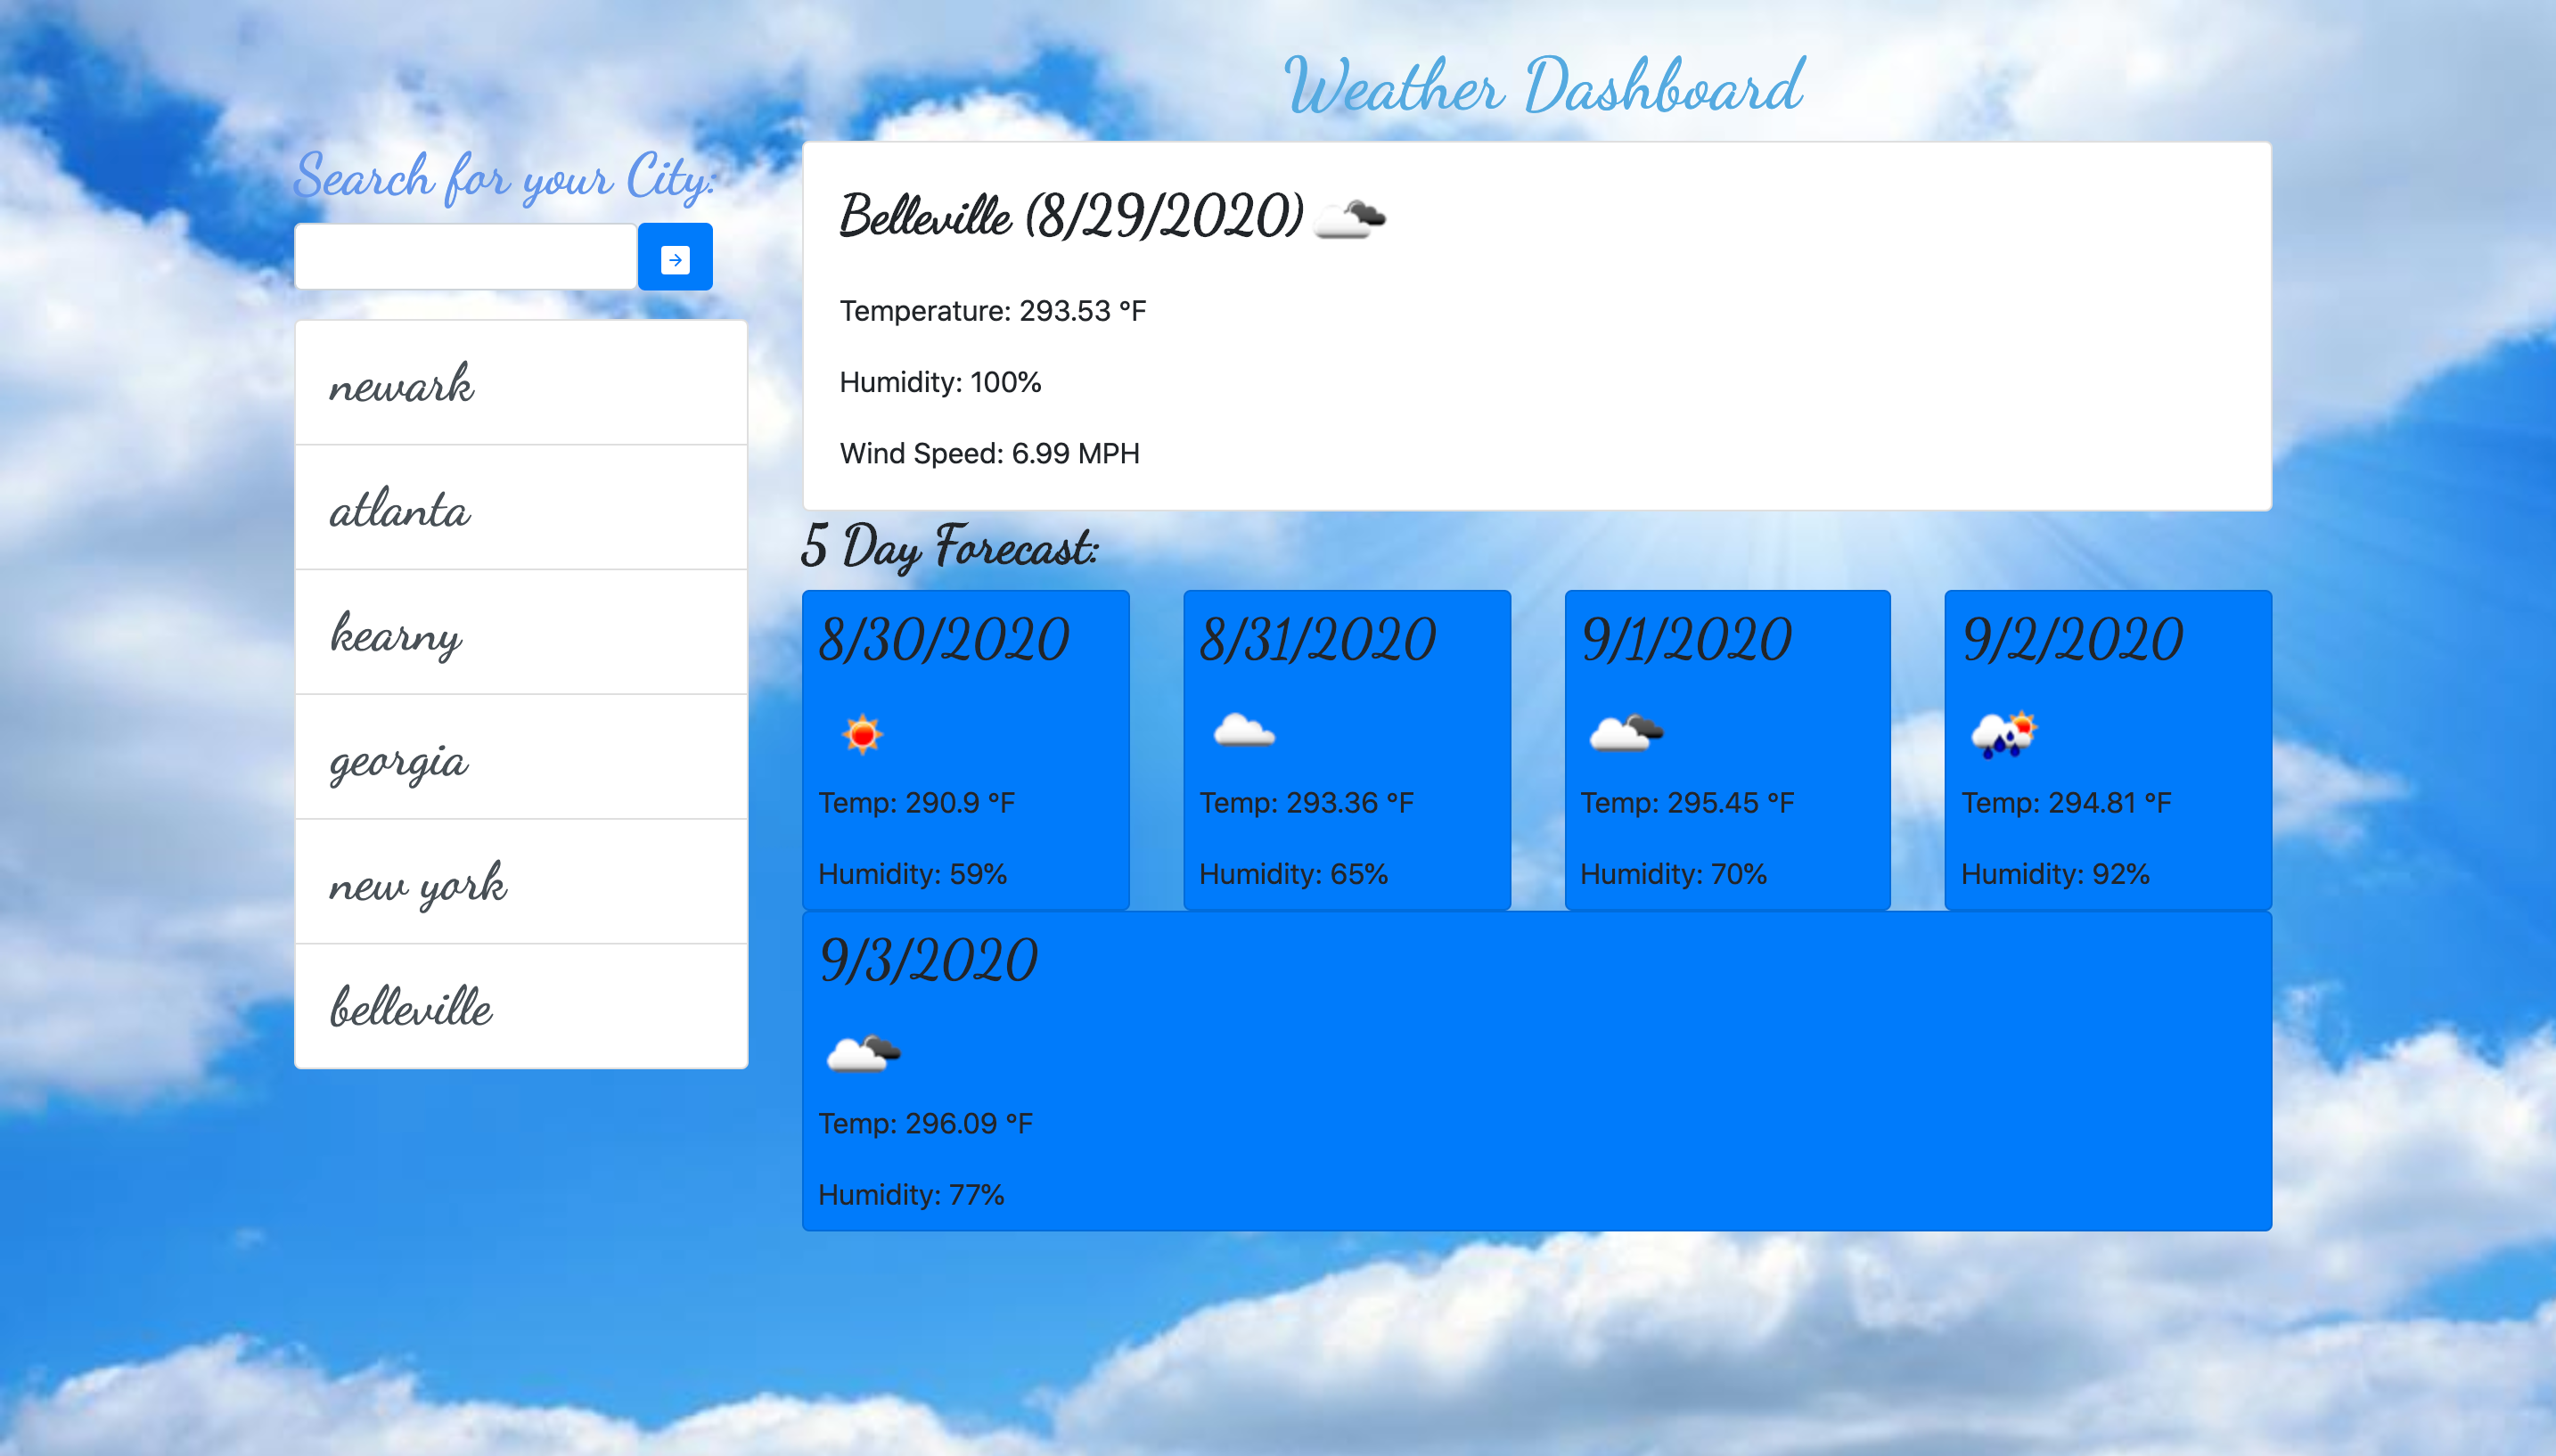 Weather Dashboard
Search for your City:
newark
atlanta
kearny
georgia
new york
belleville
Belleville (8/29/2020)
Temperature: 293.53 °F
Humidity: 100%
Wind Speed: 6.99 MPH
5 Day Forecast:
8/30/2020
Temp: 290.9 °F
Humidity: 59%
8/31/2020
Temp: 293.36 °F
Humidity: 65%
9/1/2020
Temp: 295.45 °F
Humidity: 70%
9/2/2020
Temp: 294.81 °F
Humidity: 92%
9/3/2020
Temp: 296.09 °F
Humidity: 77%